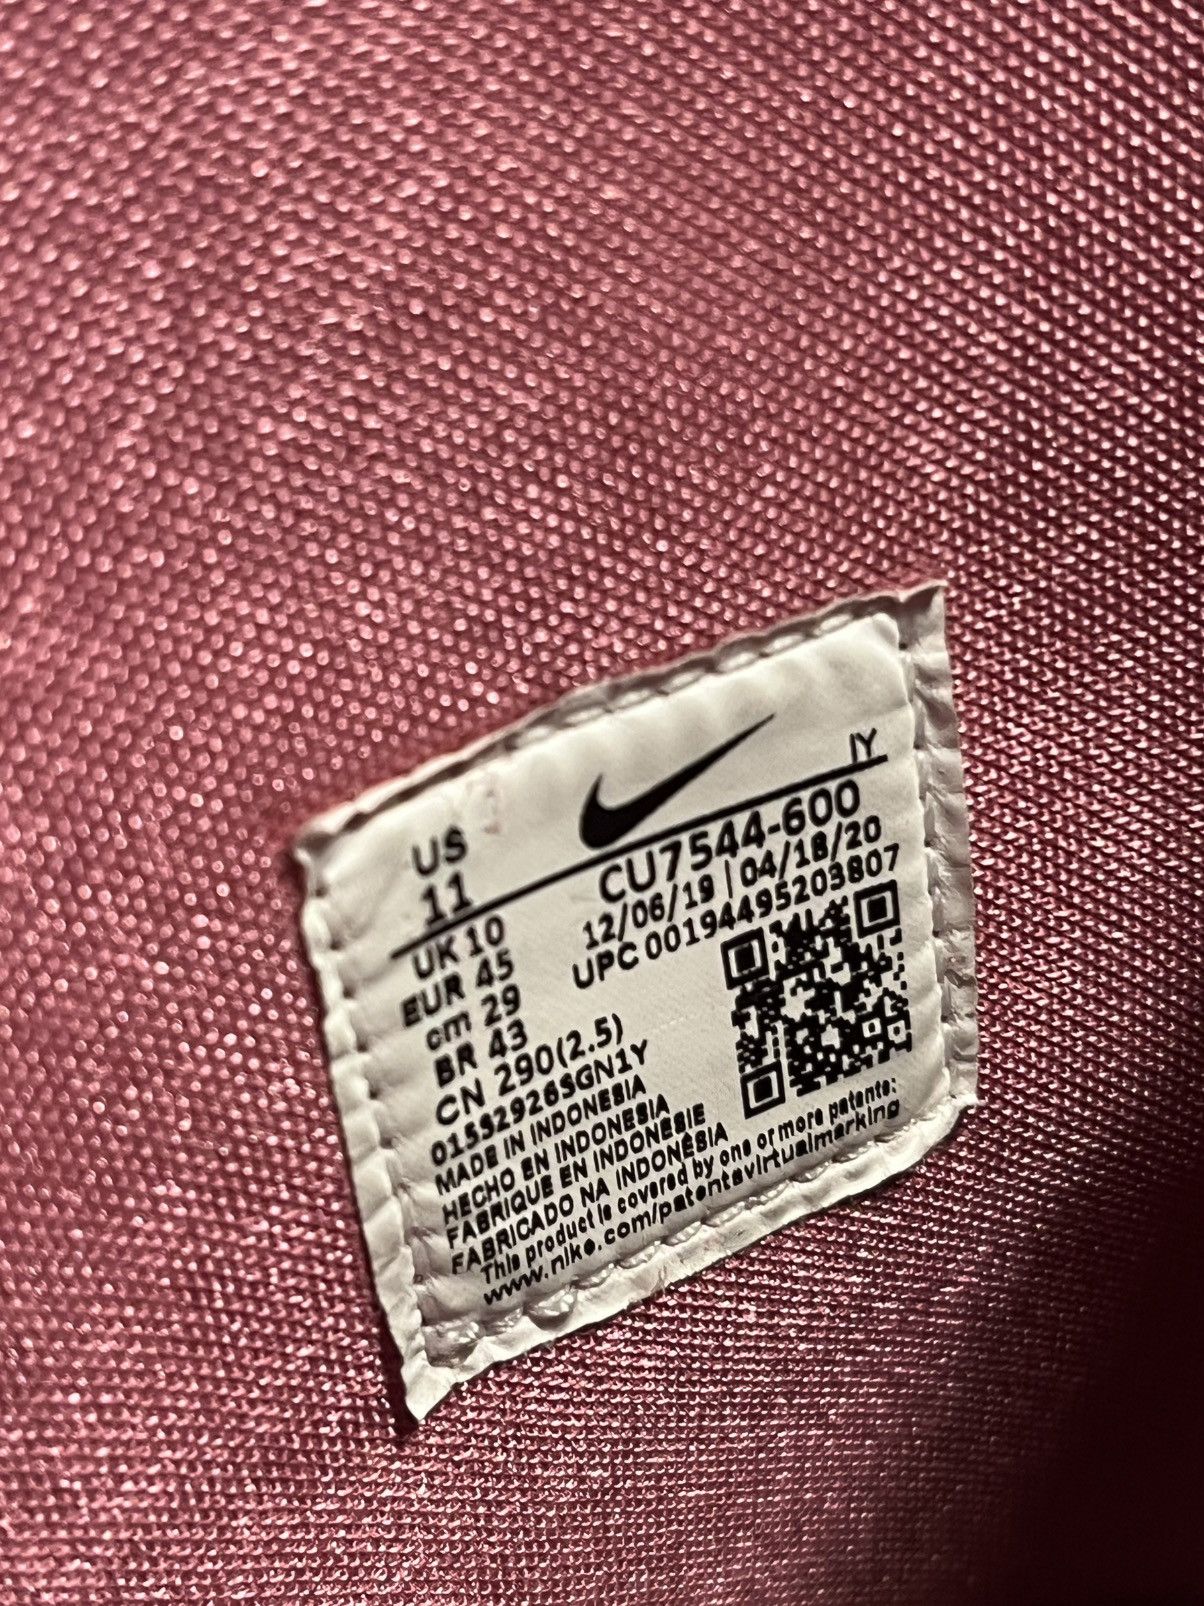 US
11
IY
UK 10
EUR 45
cm 29
BR 43
CN 290(2.5)
CU7544-600
12/06/19 | 04/18/20
UPC 00194495203807
MADE IN INDONESIA
HECHO EN INDONESIA
FABRIQUE EN INDONESIE
FABRICADO NA INDONÉSIA
This product is covered by one or more patents:
www.nike.com/patentsvirtualmarking